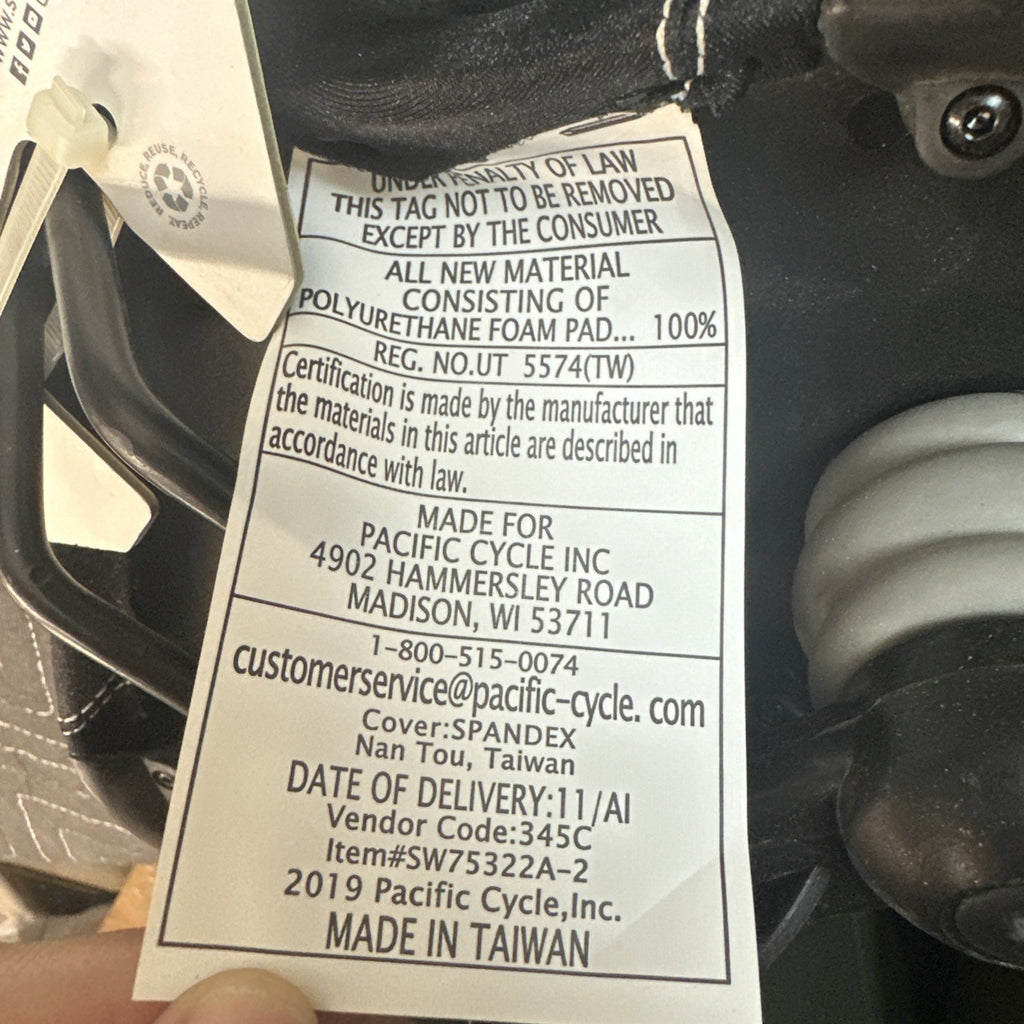 WWW.S
REDUCE, REUSE, RECYCLE, REPEAT.
UNDER PENALTY OF LAW
THIS TAG NOT TO BE REMOVED
EXCEPT BY THE CONSUMER
ALL NEW MATERIAL
CONSISTING OF
POLYURETHANE FOAM PAD... 100%
REG. NO.UT 5574(TW)
Certification is made by the manufacturer that
the materials in this article are described in
accordance with law.
MADE FOR
PACIFIC CYCLE INC
4902 HAMMERSLEY ROAD
MADISON, WI 53711
1-800-515-0074
customerservice@pacific-cycle. com
Cover:SPANDEX
Nan Tou, Taiwan
DATE OF DELIVERY:11/AI
Vendor Code:345C
Item#SW75322A-2
2019 Pacific Cycle,Inc.
MADE IN TAIWAN